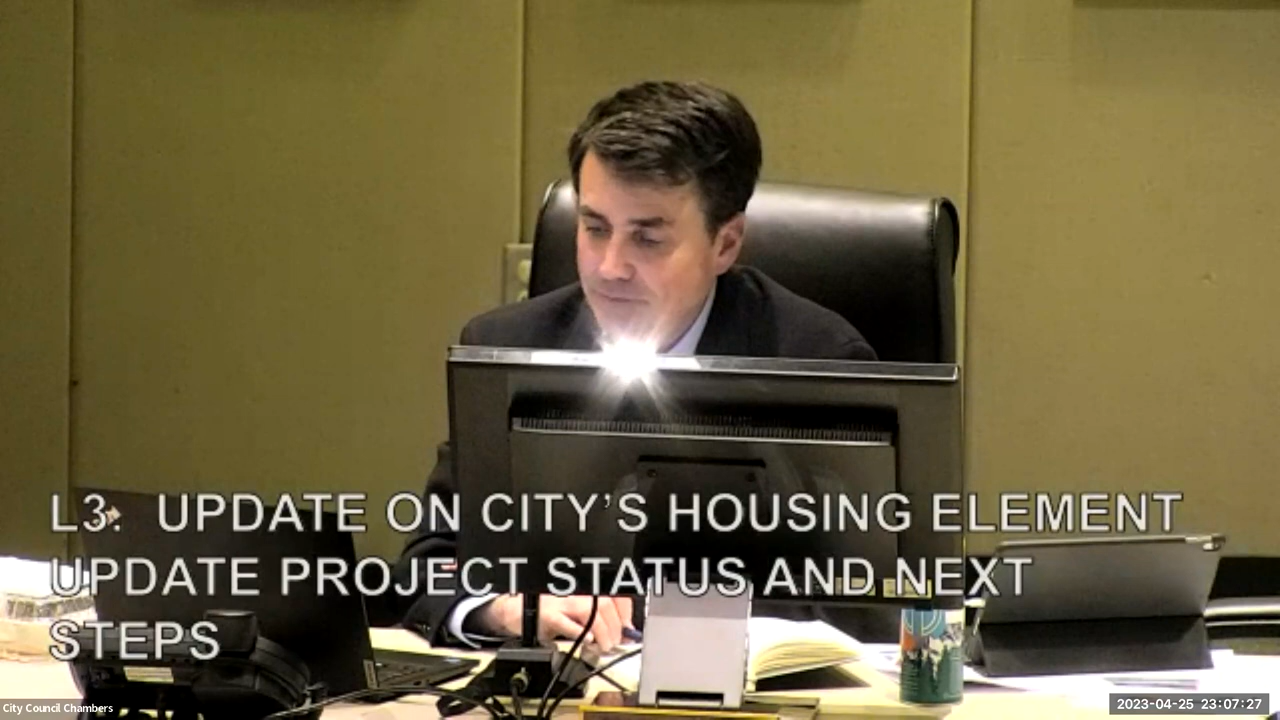 L3:  UPDATE ON CITY’S HOUSING ELEMENT
UPDATE PROJECT STATUS AND NEXT
STEPS
City Council Chambers
2023-04-25 23:07:27